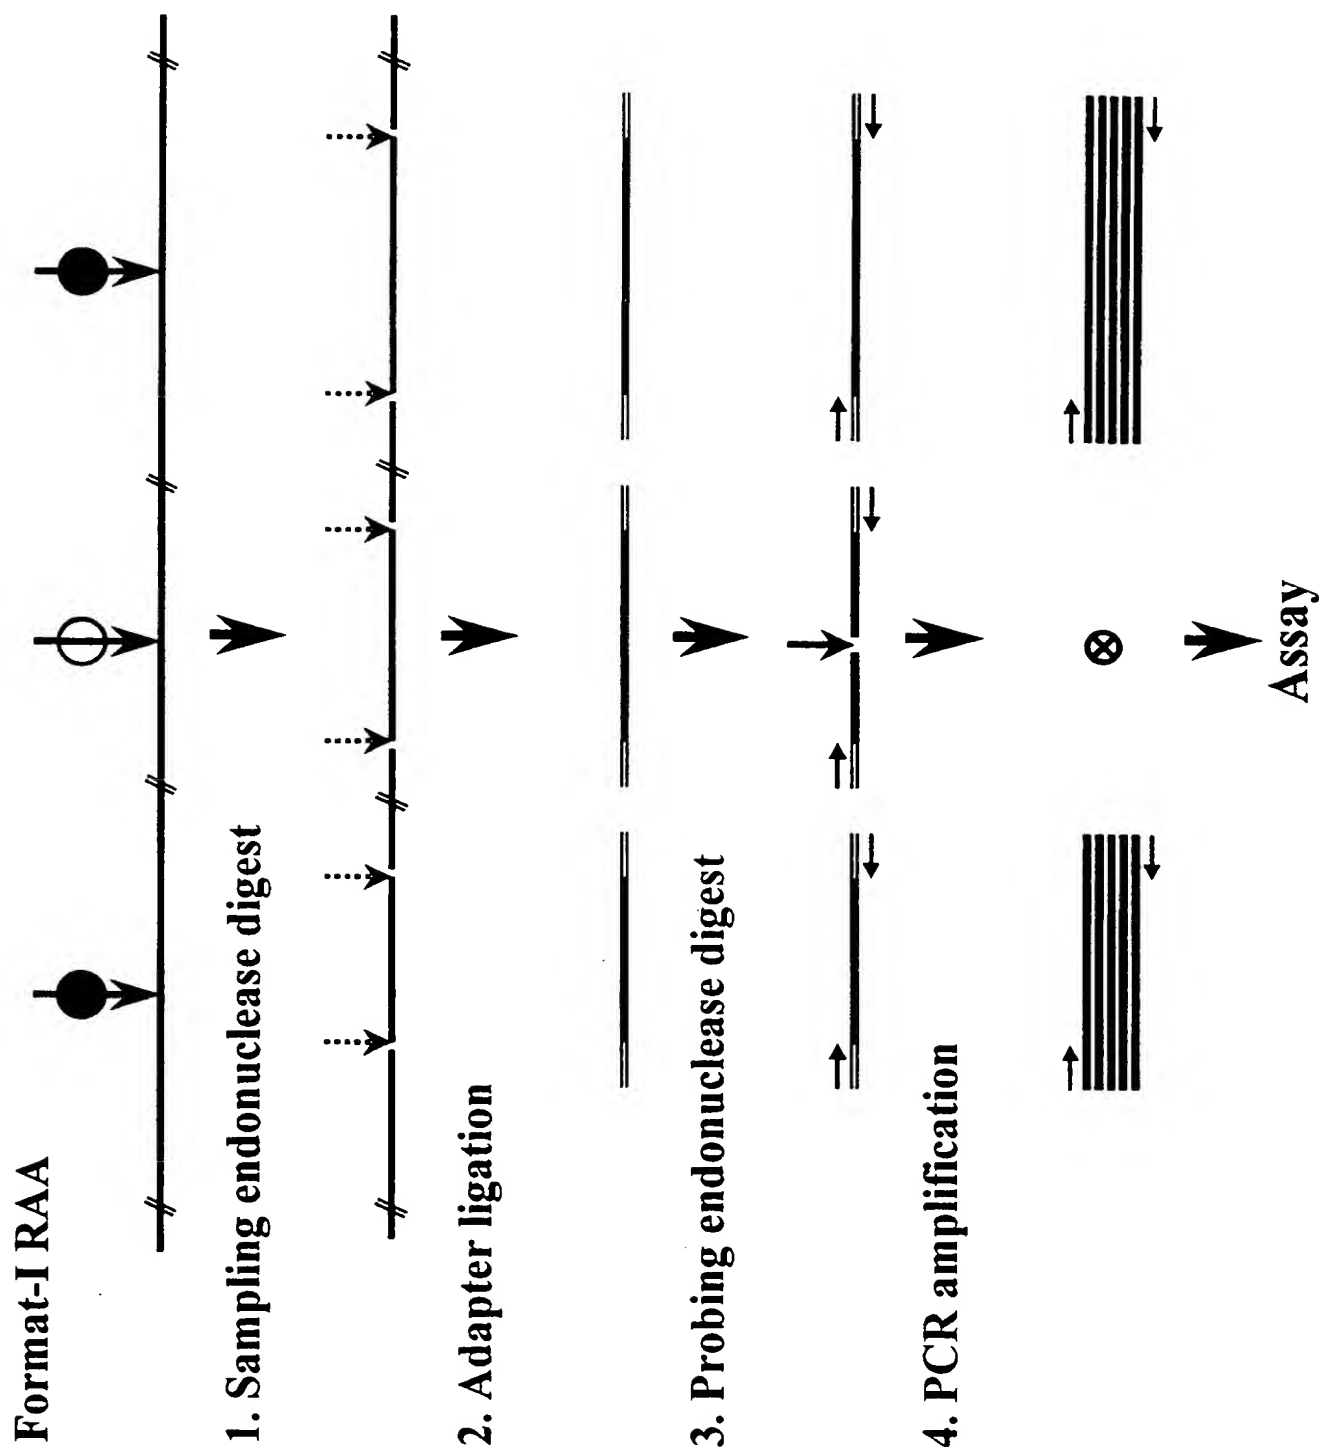 Format-I RAA
1. Sampling endonuclease digest
2. Adapter ligation
3. Probing endonuclease digest
4. PCR amplification
Assay